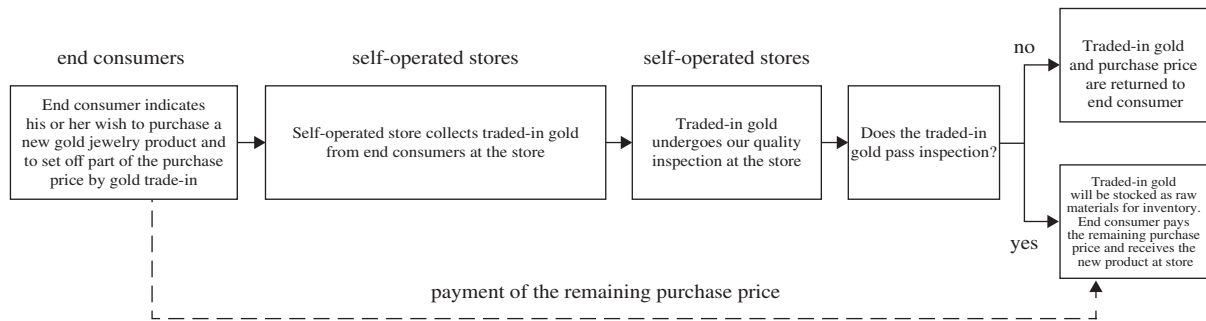 end consumers
End consumer indicates
his or her wish to purchase a
new gold jewelry product and
to set off part of the purchase
price by gold trade-in
self-operated stores
Self-operated store collects traded-in gold
from end consumers at the store
self-operated stores
Traded-in gold
undergoes our quality
inspection at the store
Does the traded-in
gold pass inspection?
no
Traded-in gold
and purchase price
are returned to
end consumer
yes
Traded-in gold
will be stocked as raw
materials for inventory.
End consumer pays
the remaining purchase
price and receives the
new product at store
payment of the remaining purchase price